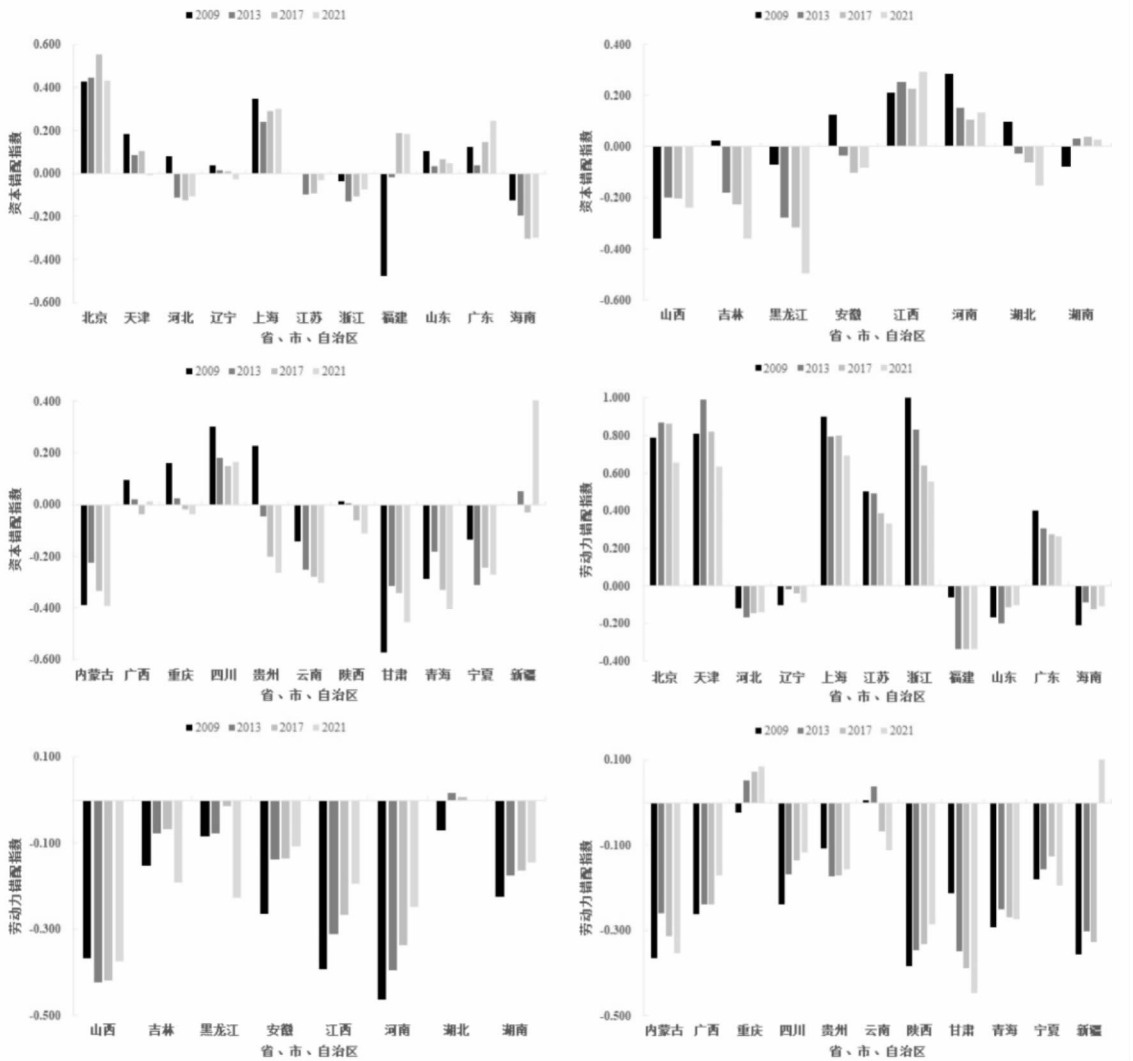 ■ 2009 ■ 2013 ■ 2017 ■ 2021
0.600
0.400
0.200
0.000
-0.200
-0.400
-0.600
资本错配指数
北京 天津 河北 辽宁 上海 江苏 浙江 福建 山东 广东 海南
省、市、自治区
■ 2009 ■ 2013 ■ 2017 ■ 2021
0.400
0.200
0.000
-0.200
-0.400
-0.600
资本错配指数
山西 吉林 黑龙江 安徽 江西 河南 湖北 湖南
省、市、自治区
■ 2009 ■ 2013 ■ 2017 ■ 2021
0.400
0.200
0.000
-0.200
-0.400
-0.600
资本错配指数
内蒙古 广西 重庆 四川 贵州 云南 陕西 甘肃 青海 宁夏 新疆
省、市、自治区
■ 2009 ■ 2013 ■ 2017 ■ 2021
1.000
0.800
0.600
0.400
0.200
0.000
-0.200
-0.400
劳动力错配指数
北京 天津 河北 辽宁 上海 江苏 浙江 福建 山东 广东 海南
省、市、自治区
■ 2009 ■ 2013 ■ 2017 ■ 2021
0.100
-0.100
-0.300
-0.500
劳动力错配指数
山西 吉林 黑龙江 安徽 江西 河南 湖北 湖南
省、市、自治区
■ 2009 ■ 2013 ■ 2017 ■ 2021
0.100
-0.100
-0.300
-0.500
劳动力错配指数
内蒙古 广西 重庆 四川 贵州 云南 陕西 甘肃 青海 宁夏 新疆
省、市、自治区